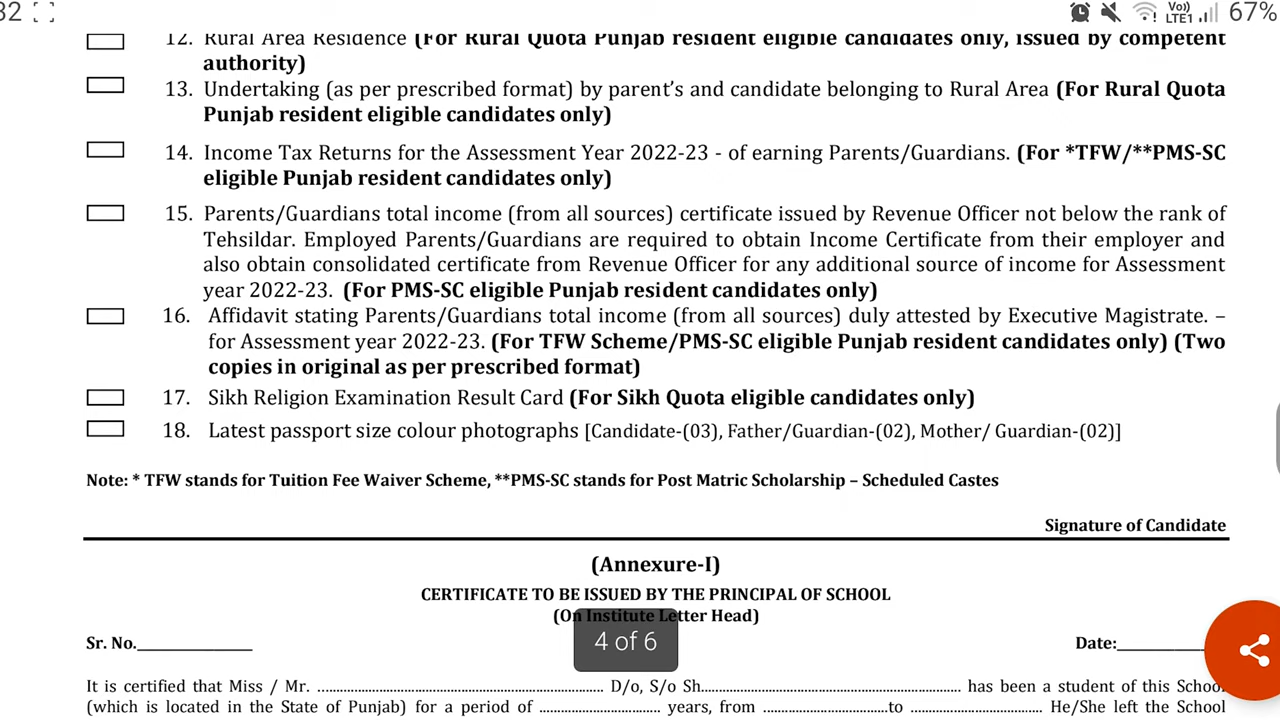 32
Vo)) LTE1 67%
12. Rural Area Residence (For Rural Quota Punjab resident eligible candidates only, issued by competent
authority)
13. Undertaking (as per prescribed format) by parent's and candidate belonging to Rural Area (For Rural Quota
Punjab resident eligible candidates only)
14. Income Tax Returns for the Assessment Year 2022-23 - of earning Parents/Guardians. (For *TFW/**PMS-SC
eligible Punjab resident candidates only)
15. Parents/Guardians total income (from all sources) certificate issued by Revenue Officer not below the rank of
Tehsildar. Employed Parents/Guardians are required to obtain Income Certificate from their employer and
also obtain consolidated certificate from Revenue Officer for any additional source of income for Assessment
year 2022-23. (For PMS-SC eligible Punjab resident candidates only)
16. Affidavit stating Parents/Guardians total income (from all sources) duly attested by Executive Magistrate. –
for Assessment year 2022-23. (For TFW Scheme/PMS-SC eligible Punjab resident candidates only) (Two
copies in original as per prescribed format)
17. Sikh Religion Examination Result Card (For Sikh Quota eligible candidates only)
18. Latest passport size colour photographs [Candidate-(03), Father/Guardian-(02), Mother/ Guardian-(02)]
Note: * TFW stands for Tuition Fee Waiver Scheme, **PMS-SC stands for Post Matric Scholarship – Scheduled Castes
Signature of Candidate
(Annexure-I)
CERTIFICATE TO BE ISSUED BY THE PRINCIPAL OF SCHOOL
(On Institute Letter Head)
4 of 6
Sr. No.______________ Date:__________
It is certified that Miss / Mr. ........................................ D/o, S/o Sh........................................ has been a student of this School
(which is located in the State of Punjab) for a period of .............................. years, from ..............................to .............................. He/She left the School